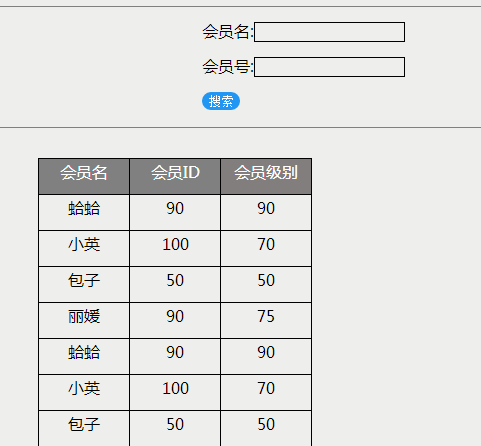 会员名:
会员号:
搜索
会员名 会员ID 会员级别
蛤蛤 90 90
小英 100 70
包子 50 50
丽媛 90 75
蛤蛤 90 90
小英 100 70
包子 50 50